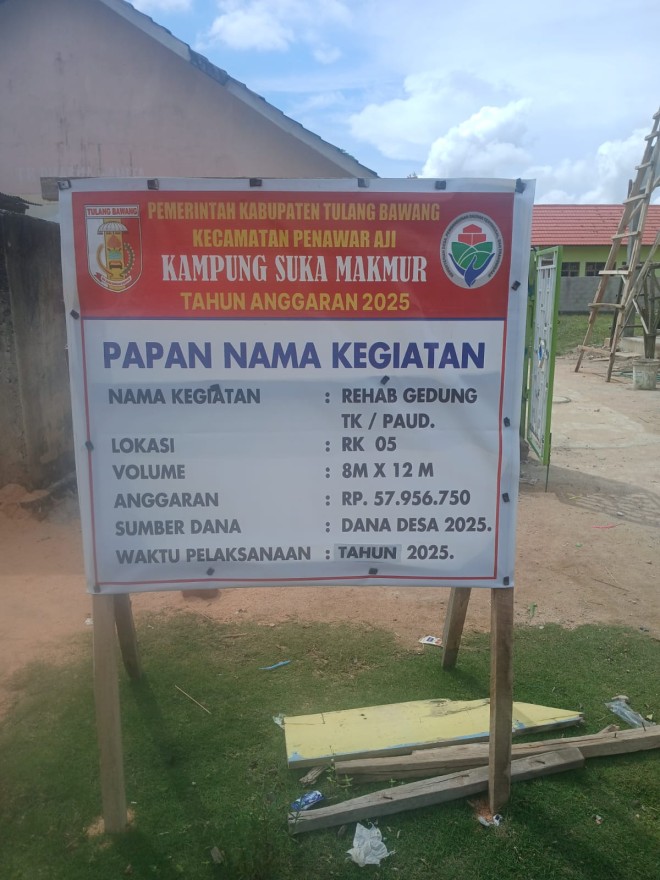 TULANG BAWANG
PEMERINTAH KABUPATEN TULANG BAWANG
KECAMATAN PENAWAR AJI
KAMPUNG SUKA MAKMUR
TAHUN ANGGARAN 2025
PAPAN NAMA KEGIATAN
NAMA KEGIATAN : REHAB GEDUNG
TK / PAUD.
LOKASI : RK 05
VOLUME : 8M X 12 M
ANGGARAN : RP. 57.956.750
SUMBER DANA : DANA DESA 2025.
WAKTU PELAKSANAAN : TAHUN 2025.